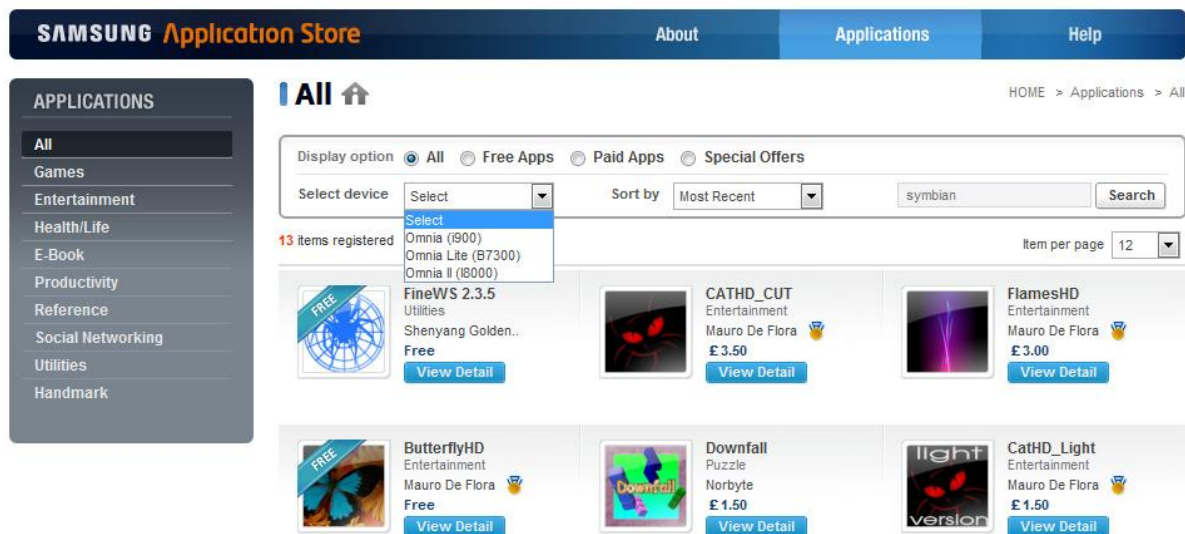 SAMSUNG Application Store
About
Applications
Help
APPLICATIONS
All
Games
Entertainment
Health/Life
E-Book
Productivity
Reference
Social Networking
Utilities
Handmark
All
HOME > Applications > All
Display option All Free Apps Paid Apps Special Offers
Select device Select Sort by Most Recent symbian Search
Select
Omnia (i900)
Omnia Lite (B7300)
Omnia II (I8000)
13 items registered
Item per page 12
FREE
FineWS 2.3.5
Utilities
Shenyang Golden..
Free
View Detail
CATHD_CUT
Entertainment
Mauro De Flora
£3.50
View Detail
FlamesHD
Entertainment
Mauro De Flora
£3.00
View Detail
FREE
ButterflyHD
Entertainment
Mauro De Flora
Free
View Detail
Downfall
Downfall
Puzzle
Norbyte
£1.50
View Detail
light
version
CatHD_Light
Entertainment
Mauro De Flora
£1.50
View Detail